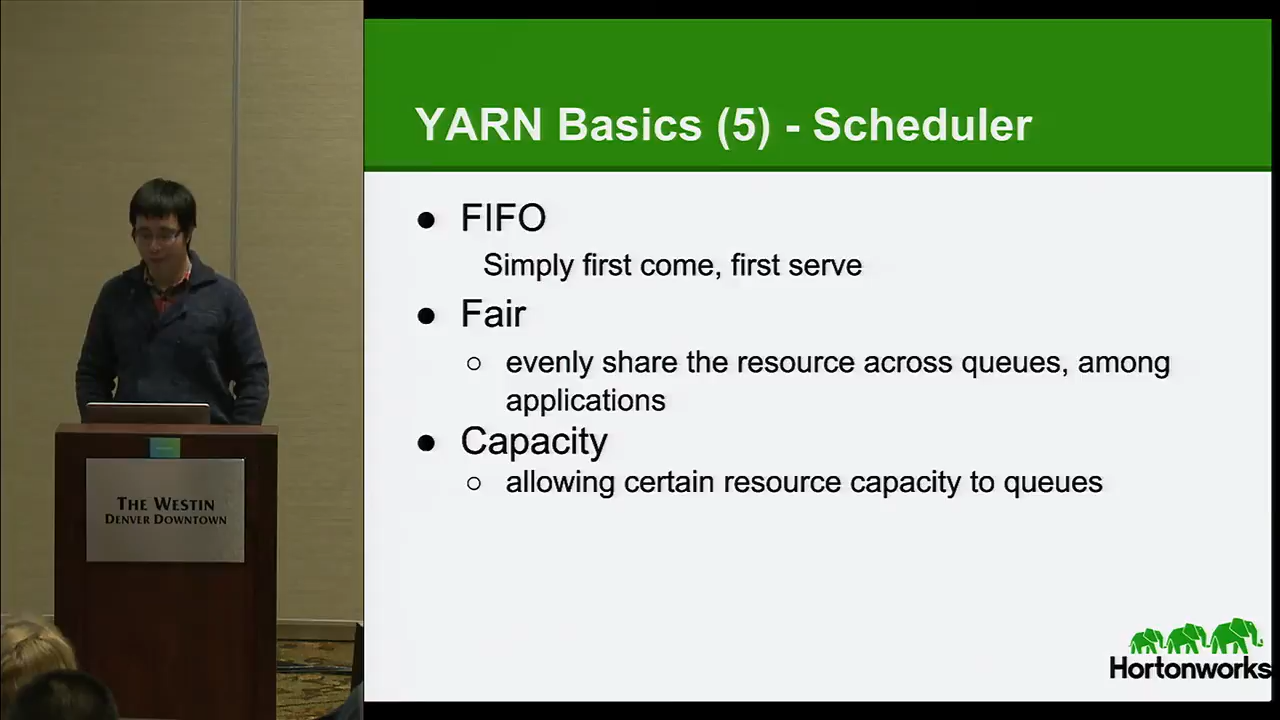 YARN Basics (5) - Scheduler
● FIFO
Simply first come, first serve
● Fair
○ evenly share the resource across queues, among
applications
● Capacity
○ allowing certain resource capacity to queues
THE WESTIN
DENVER DOWNTOWN
Hortonworks